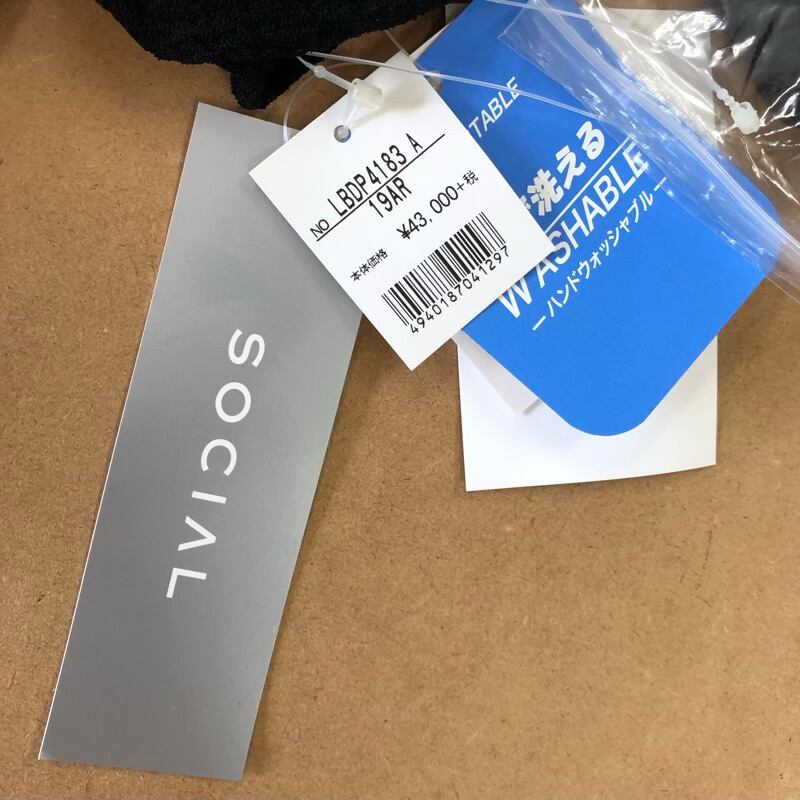 SOCIAL
NO LBDP4183 A
19AR
¥43,000+税
本体価格
4940187041297
TABLE
洗える
WASHABLE
ーハンドウォッシャブルー